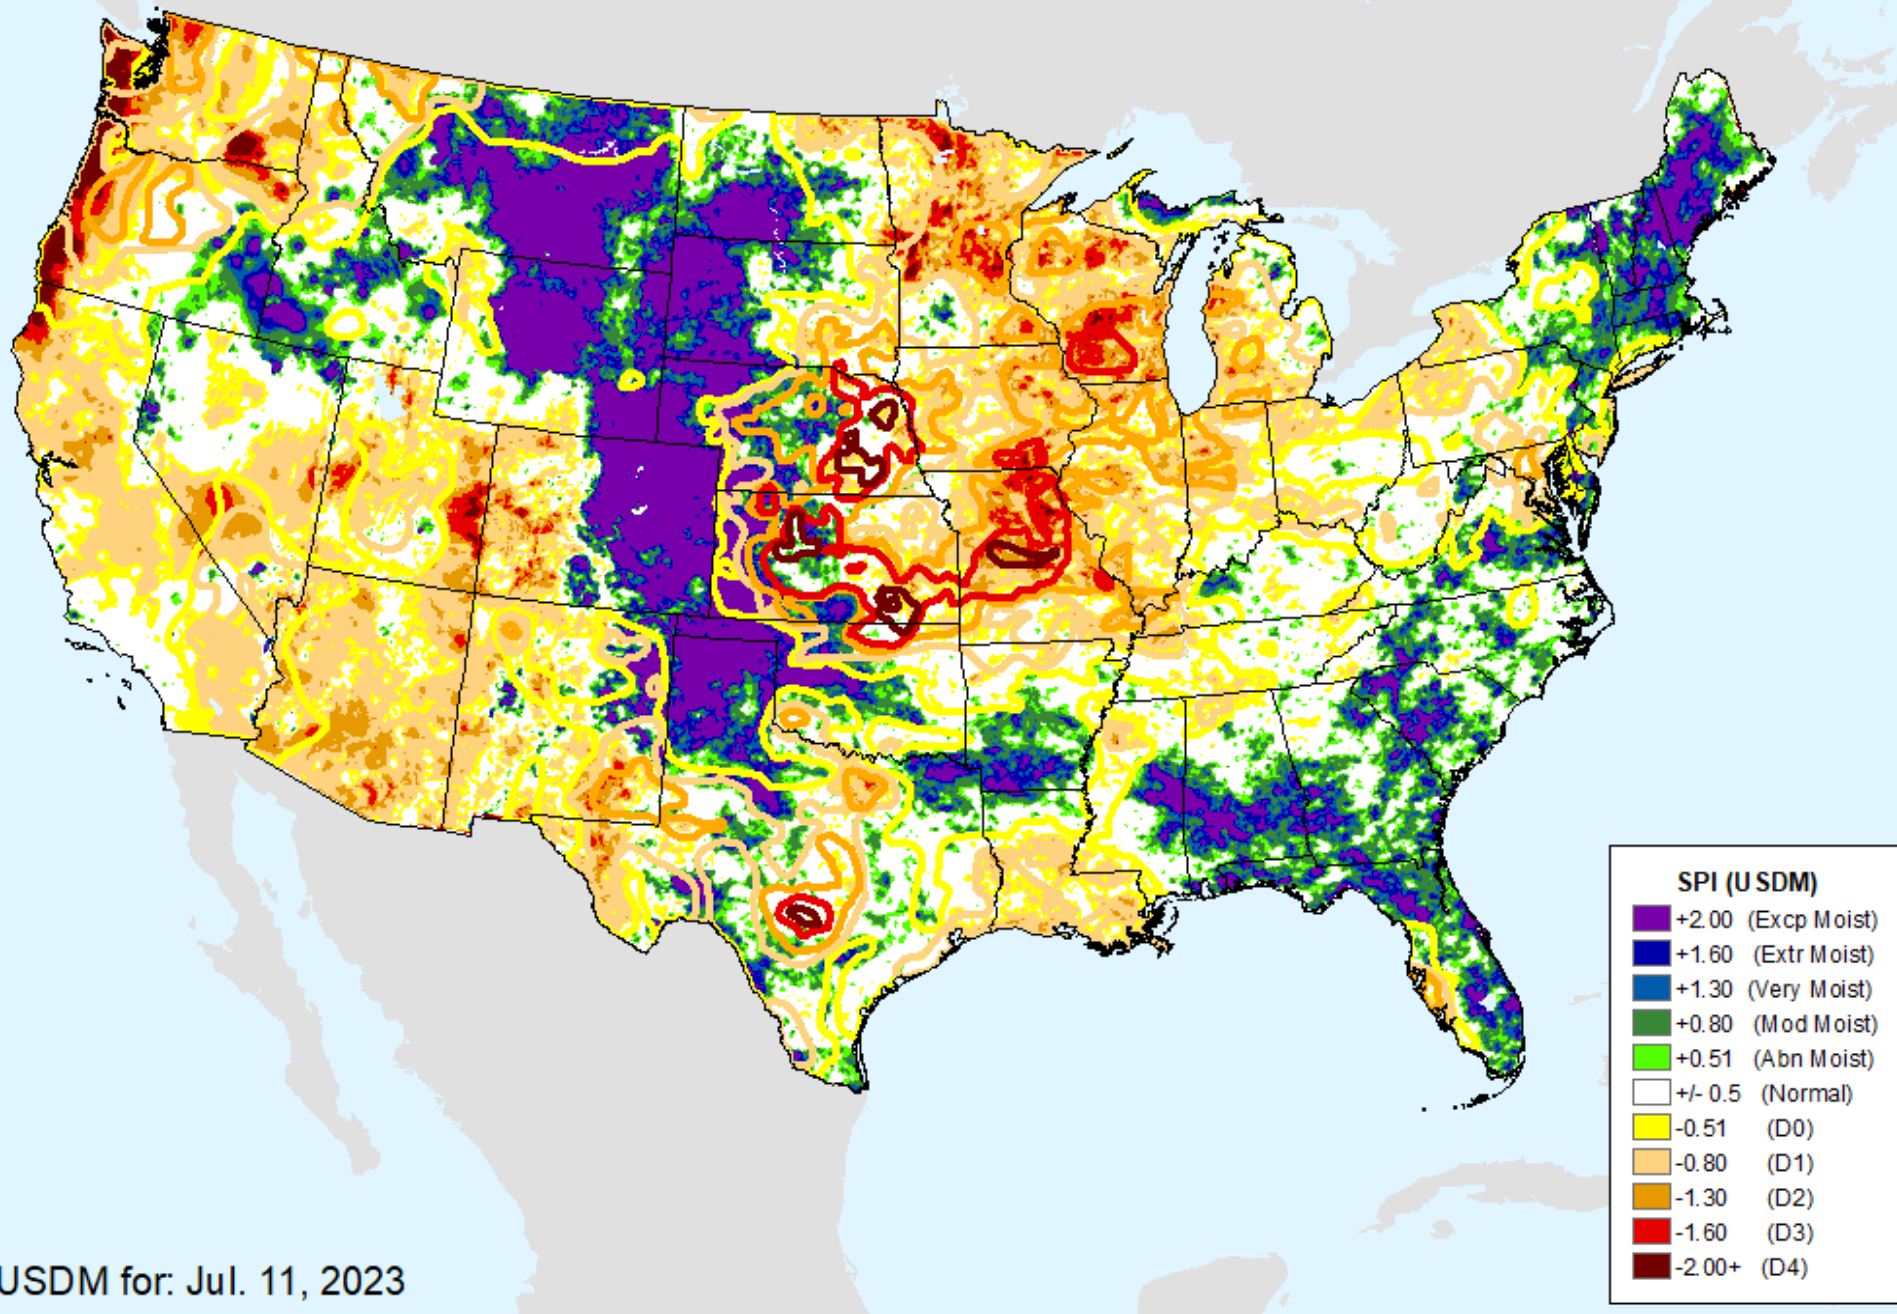 SPI (USDM)
+2.00 (Excp Moist)
+1.60 (Extr Moist)
+1.30 (Very Moist)
+0.80 (Mod Moist)
+0.51 (Abn Moist)
+/- 0.5 (Normal)
-0.51 (D0)
-0.80 (D1)
-1.30 (D2)
-1.60 (D3)
-2.00+ (D4)
USDM for: Jul. 11, 2023